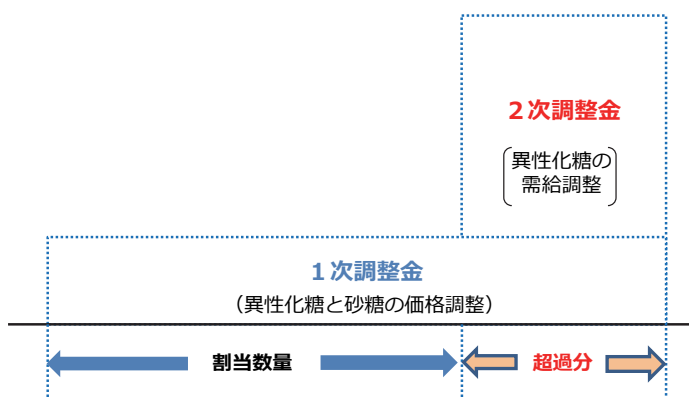 ２次調整金
異性化糖の
需給調整
１次調整金
（異性化糖と砂糖の価格調整）
割当数量
超過分